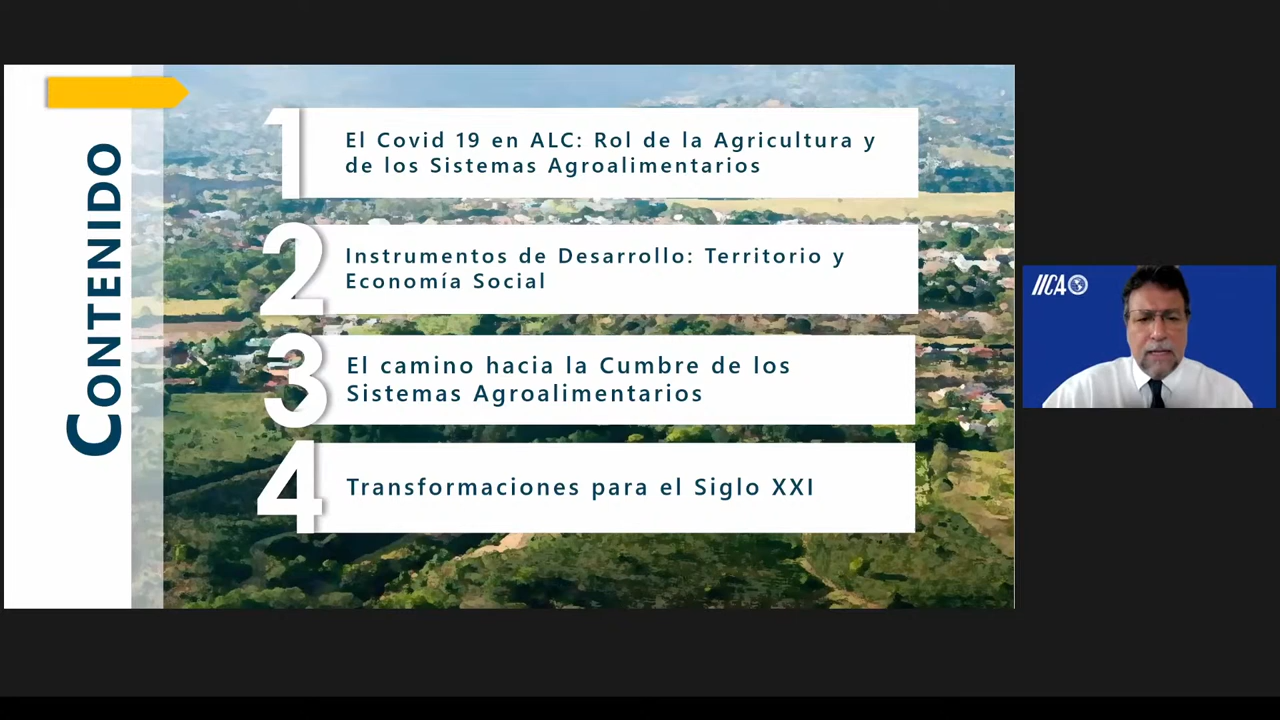 CONTENIDO
1
El Covid 19 en ALC: Rol de la Agricultura y
de los Sistemas Agroalimentarios
2
Instrumentos de Desarrollo: Territorio y
Economía Social
3
El camino hacia la Cumbre de los
Sistemas Agroalimentarios
4
Transformaciones para el Siglo XXI
IICA